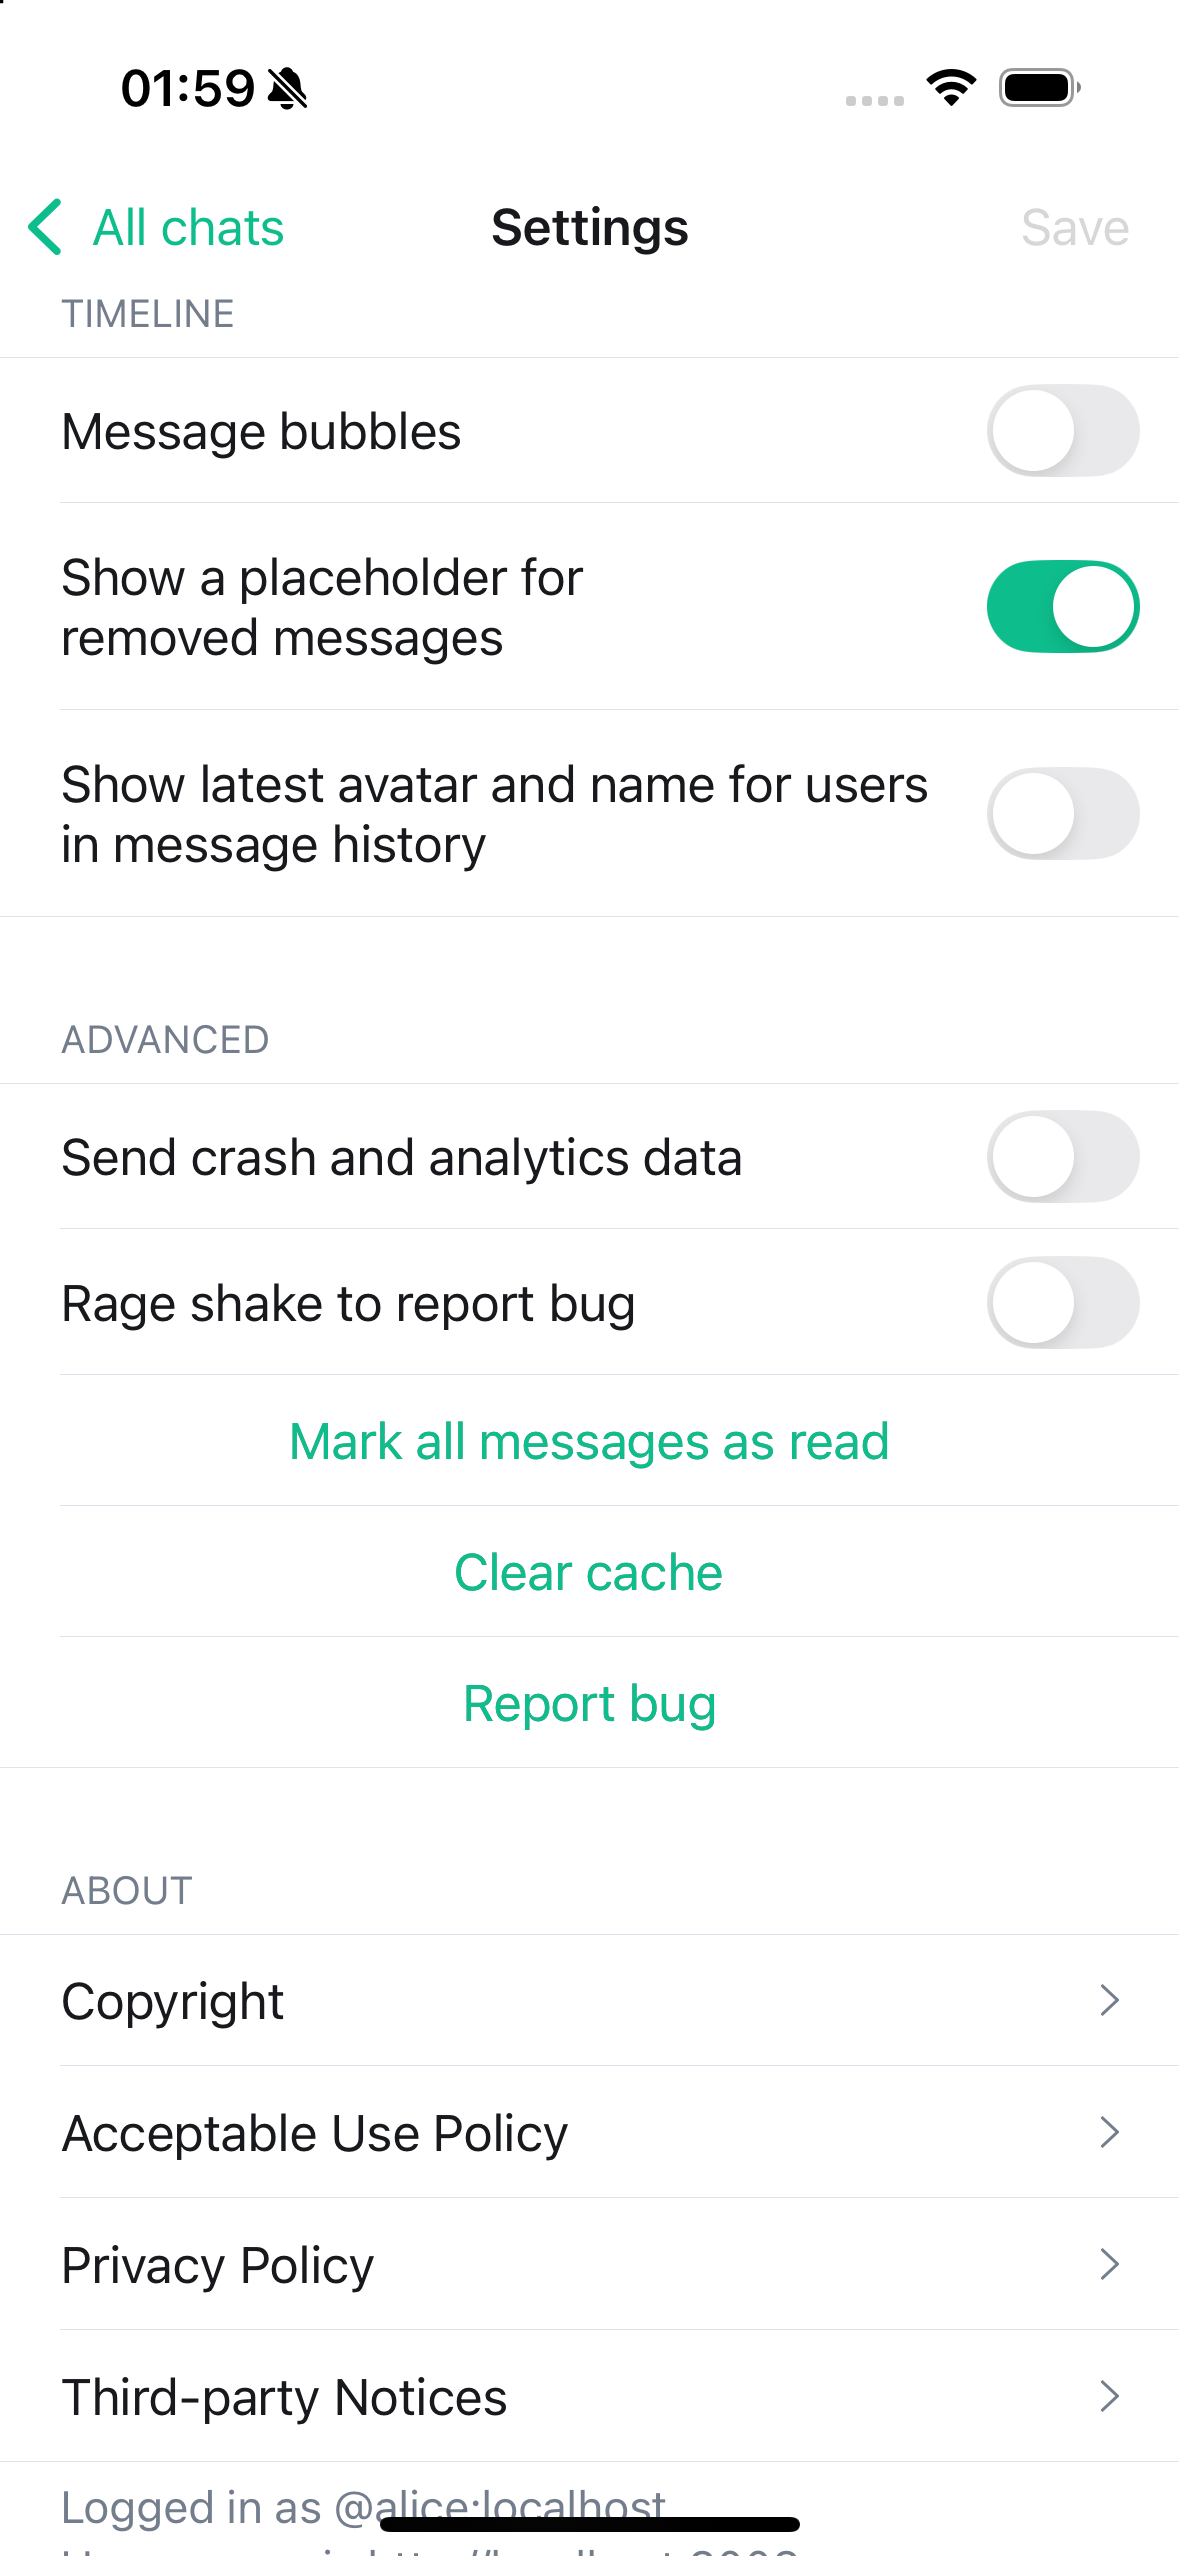 01:59
All chats
Settings
Save
TIMELINE
Message bubbles
Show a placeholder for
removed messages
Show latest avatar and name for users
in message history
ADVANCED
Send crash and analytics data
Rage shake to report bug
Mark all messages as read
Clear cache
Report bug
ABOUT
Copyright
Acceptable Use Policy
Privacy Policy
Third-party Notices
Logged in as @alice:localhost